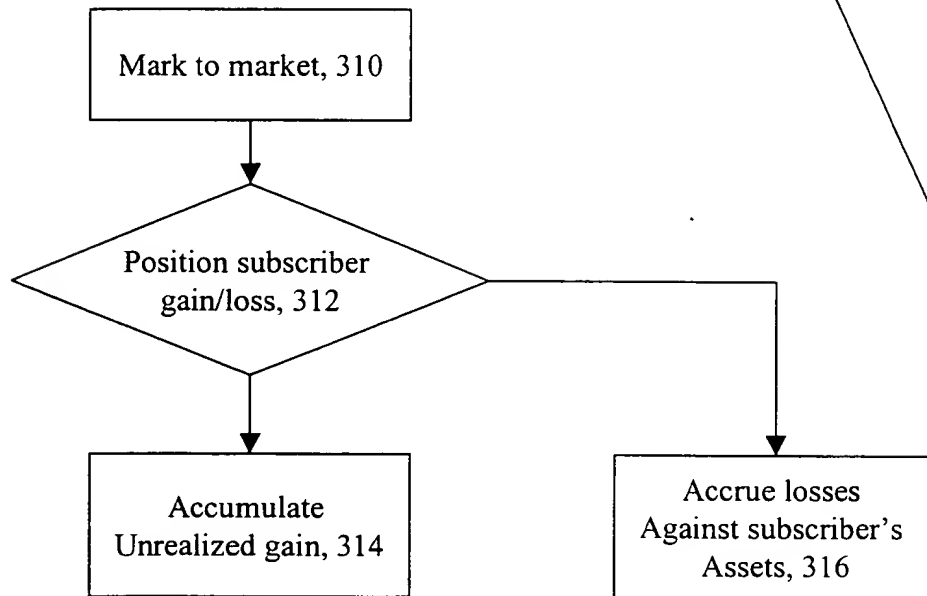 Mark to market, 310
Position subscriber
gain/loss, 312
Accumulate
Unrealized gain, 314
Accrue losses
Against subscriber's
Assets, 316